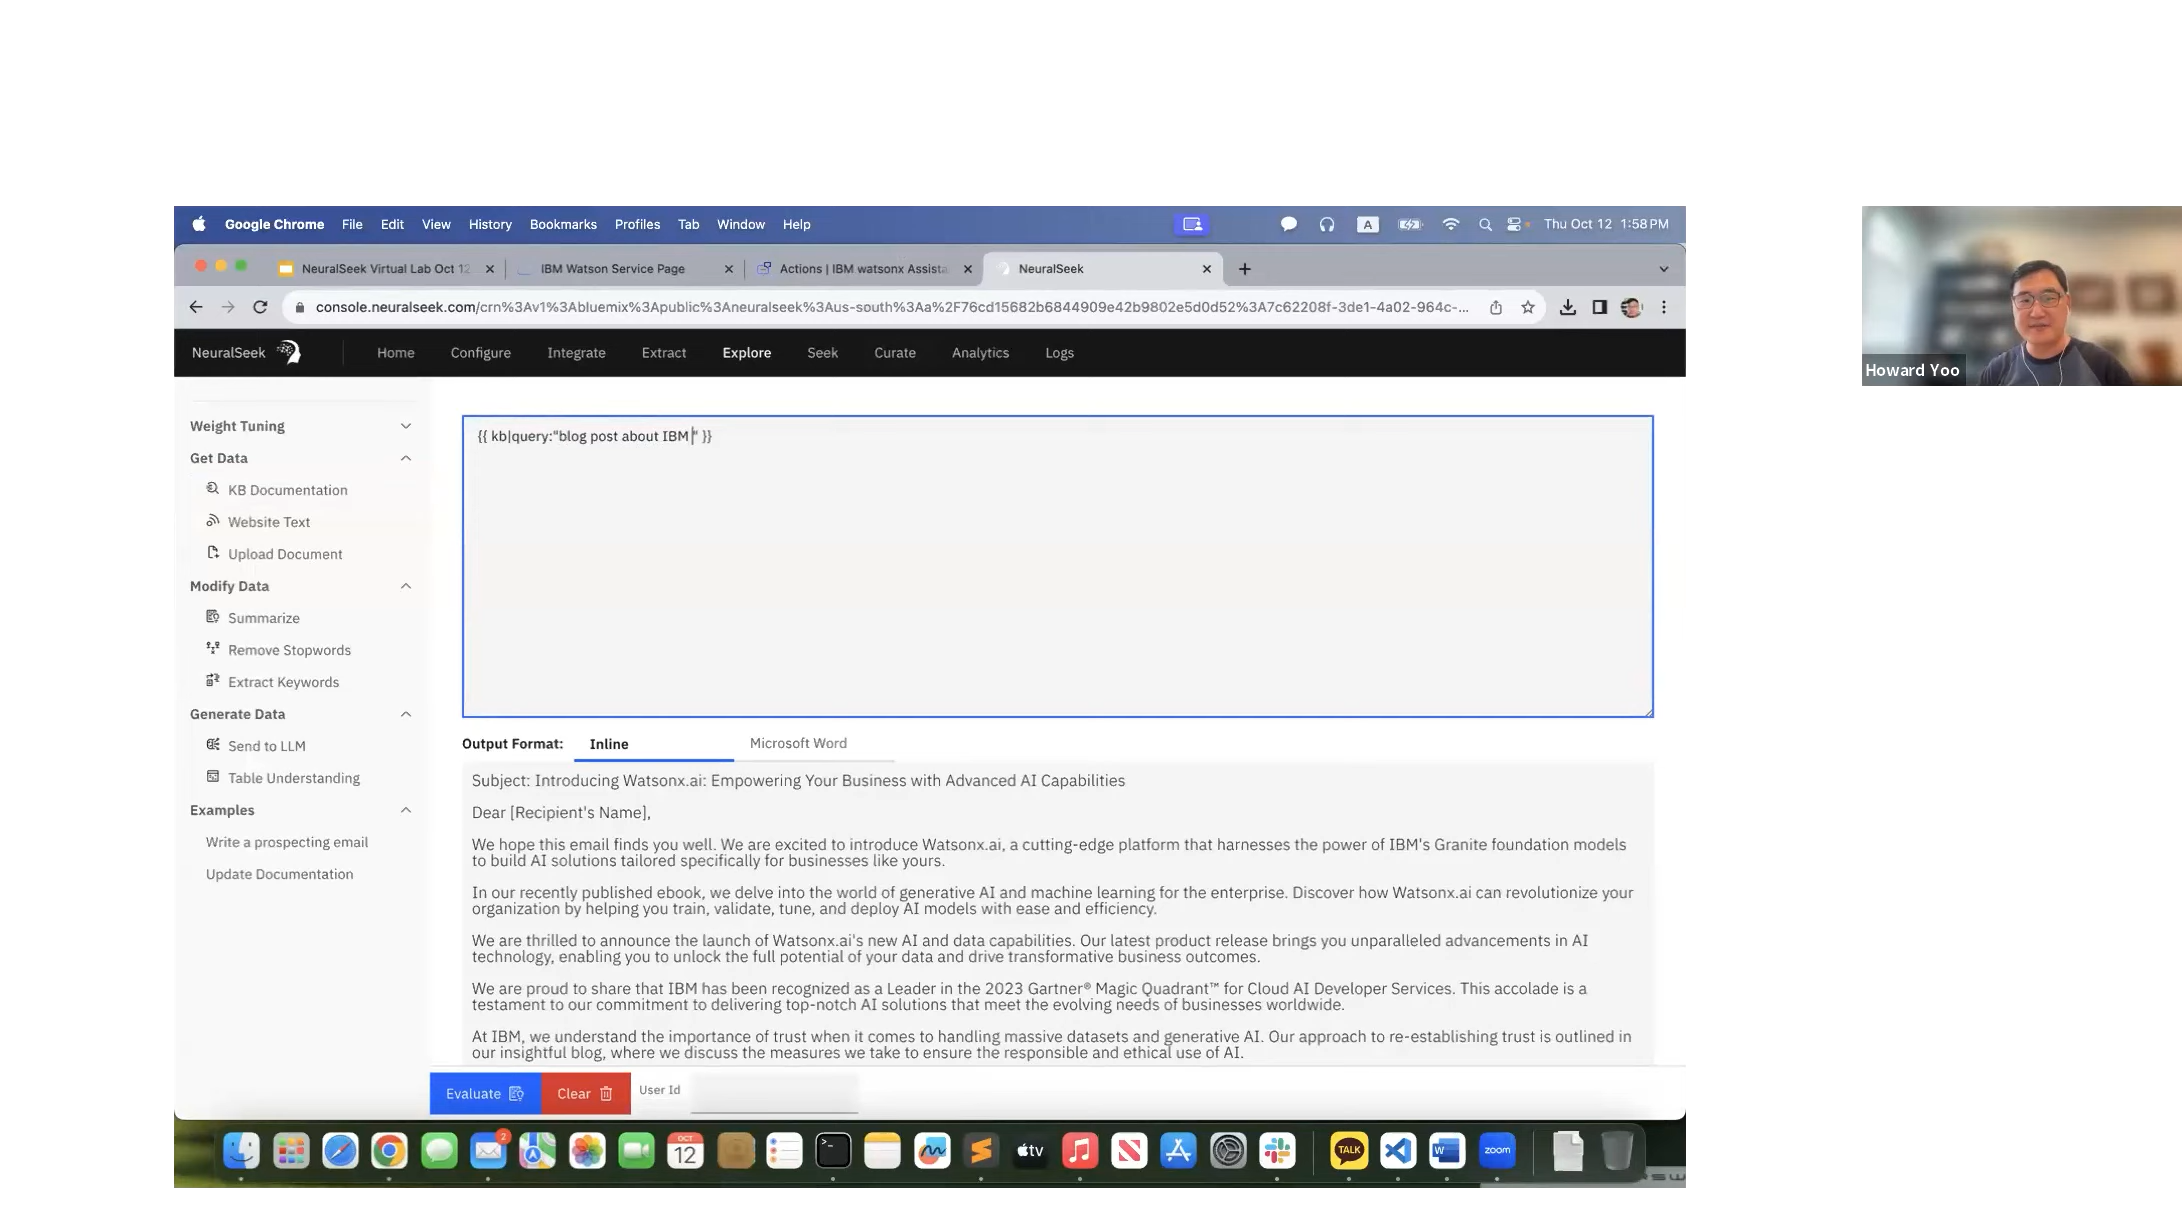 Google Chrome File Edit View History Bookmarks Profiles Tab Window Help
A
Thu Oct 12 1:58 PM
NeuralSeek Virtual Lab Oct 12
IBM Watson Service Page
Actions | IBM watsonx Assista
NeuralSeek
console.neuralseek.com/crn%3Av1%3Abluemix%3Apublic%3Aneuralseek%3Aus-south%3Aa%2F76cd15682b6844909e42b9802e5d0d52%3A7c62208f-3de1-4a02-964c-...
NeuralSeek
Home Configure Integrate Extract Explore Seek Curate Analytics Logs
Howard Yoo
Weight Tuning
Get Data
KB Documentation
Website Text
Upload Document
Modify Data
Summarize
Remove Stopwords
Extract Keywords
Generate Data
Send to LLM
Table Understanding
Examples
Write a prospecting email
Update Documentation
{{ kb|query:"blog post about IBM " }}
Output Format: Inline Microsoft Word
Subject: Introducing Watsonx.ai: Empowering Your Business with Advanced AI Capabilities
Dear [Recipient's Name],
We hope this email finds you well. We are excited to introduce Watsonx.ai, a cutting-edge platform that harnesses the power of IBM's Granite foundation models
to build AI solutions tailored specifically for businesses like yours.
In our recently published ebook, we delve into the world of generative AI and machine learning for the enterprise. Discover how Watsonx.ai can revolutionize your
organization by helping you train, validate, tune, and deploy AI models with ease and efficiency.
We are thrilled to announce the launch of Watsonx.ai's new AI and data capabilities. Our latest product release brings you unparalleled advancements in AI
technology, enabling you to unlock the full potential of your data and drive transformative business outcomes.
We are proud to share that IBM has been recognized as a Leader in the 2023 Gartner® Magic Quadrant™ for Cloud AI Developer Services. This accolade is a
testament to our commitment to delivering top-notch AI solutions that meet the evolving needs of businesses worldwide.
At IBM, we understand the importance of trust when it comes to handling massive datasets and generative AI. Our approach to re-establishing trust is outlined in
our insightful blog, where we discuss the measures we take to ensure the responsible and ethical use of AI.
Evaluate
Clear
User Id
2
OCT
12
tv
TALK
W
zoom